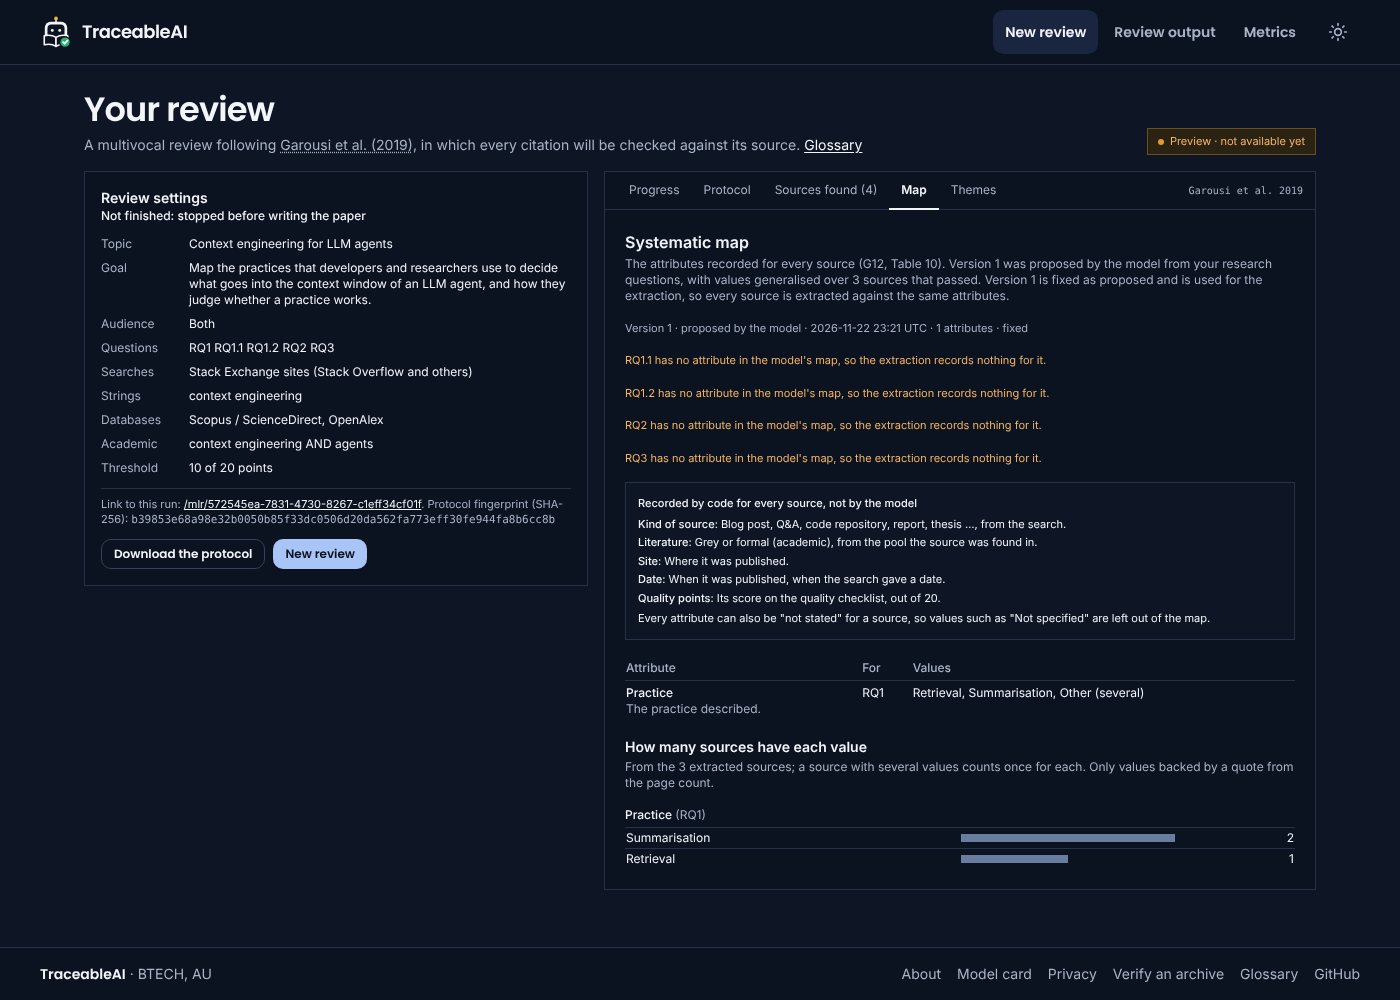 TraceableAI
New review
Review output
Metrics
Your review
A multivocal review following Garousi et al. (2019), in which every citation will be checked against its source. Glossary
Preview · not available yet
Review settings
Not finished: stopped before writing the paper
Topic Context engineering for LLM agents
Goal Map the practices that developers and researchers use to decide
what goes into the context window of an LLM agent, and how they
judge whether a practice works.
Audience Both
Questions RQ1 RQ1.1 RQ1.2 RQ2 RQ3
Searches Stack Exchange sites (Stack Overflow and others)
Strings context engineering
Databases Scopus / ScienceDirect, OpenAlex
Academic context engineering AND agents
Threshold 10 of 20 points
Link to this run: /mlr/572545ea-7831-4730-8267-c1eff34cf01f. Protocol fingerprint (SHA-
256): b39853e68a98e32b0050b85f33dc0506d20da562fa773eff30fe944fa8b6cc8b
Download the protocol
New review
Progress
Protocol
Sources found (4)
Map
Themes
Garousi et al. 2019
Systematic map
The attributes recorded for every source (G12, Table 10). Version 1 was proposed by the model from your research
questions, with values generalised over 3 sources that passed. Version 1 is fixed as proposed and is used for the
extraction, so every source is extracted against the same attributes.
Version 1 · proposed by the model · 2026-11-22 23:21 UTC · 1 attributes · fixed
RQ1.1 has no attribute in the model's map, so the extraction records nothing for it.
RQ1.2 has no attribute in the model's map, so the extraction records nothing for it.
RQ2 has no attribute in the model's map, so the extraction records nothing for it.
RQ3 has no attribute in the model's map, so the extraction records nothing for it.
Recorded by code for every source, not by the model
Kind of source: Blog post, Q&A, code repository, report, thesis ..., from the search.
Literature: Grey or formal (academic), from the pool the source was found in.
Site: Where it was published.
Date: When it was published, when the search gave a date.
Quality points: Its score on the quality checklist, out of 20.
Every attribute can also be "not stated" for a source, so values such as "Not specified" are left out of the map.
Attribute For Values
Practice RQ1 Retrieval, Summarisation, Other (several)
The practice described.
How many sources have each value
From the 3 extracted sources; a source with several values counts once for each. Only values backed by a quote from
the page count.
Practice (RQ1)
Summarisation 2
Retrieval 1
TraceableAI · BTECH, AU
About
Model card
Privacy
Verify an archive
Glossary
GitHub